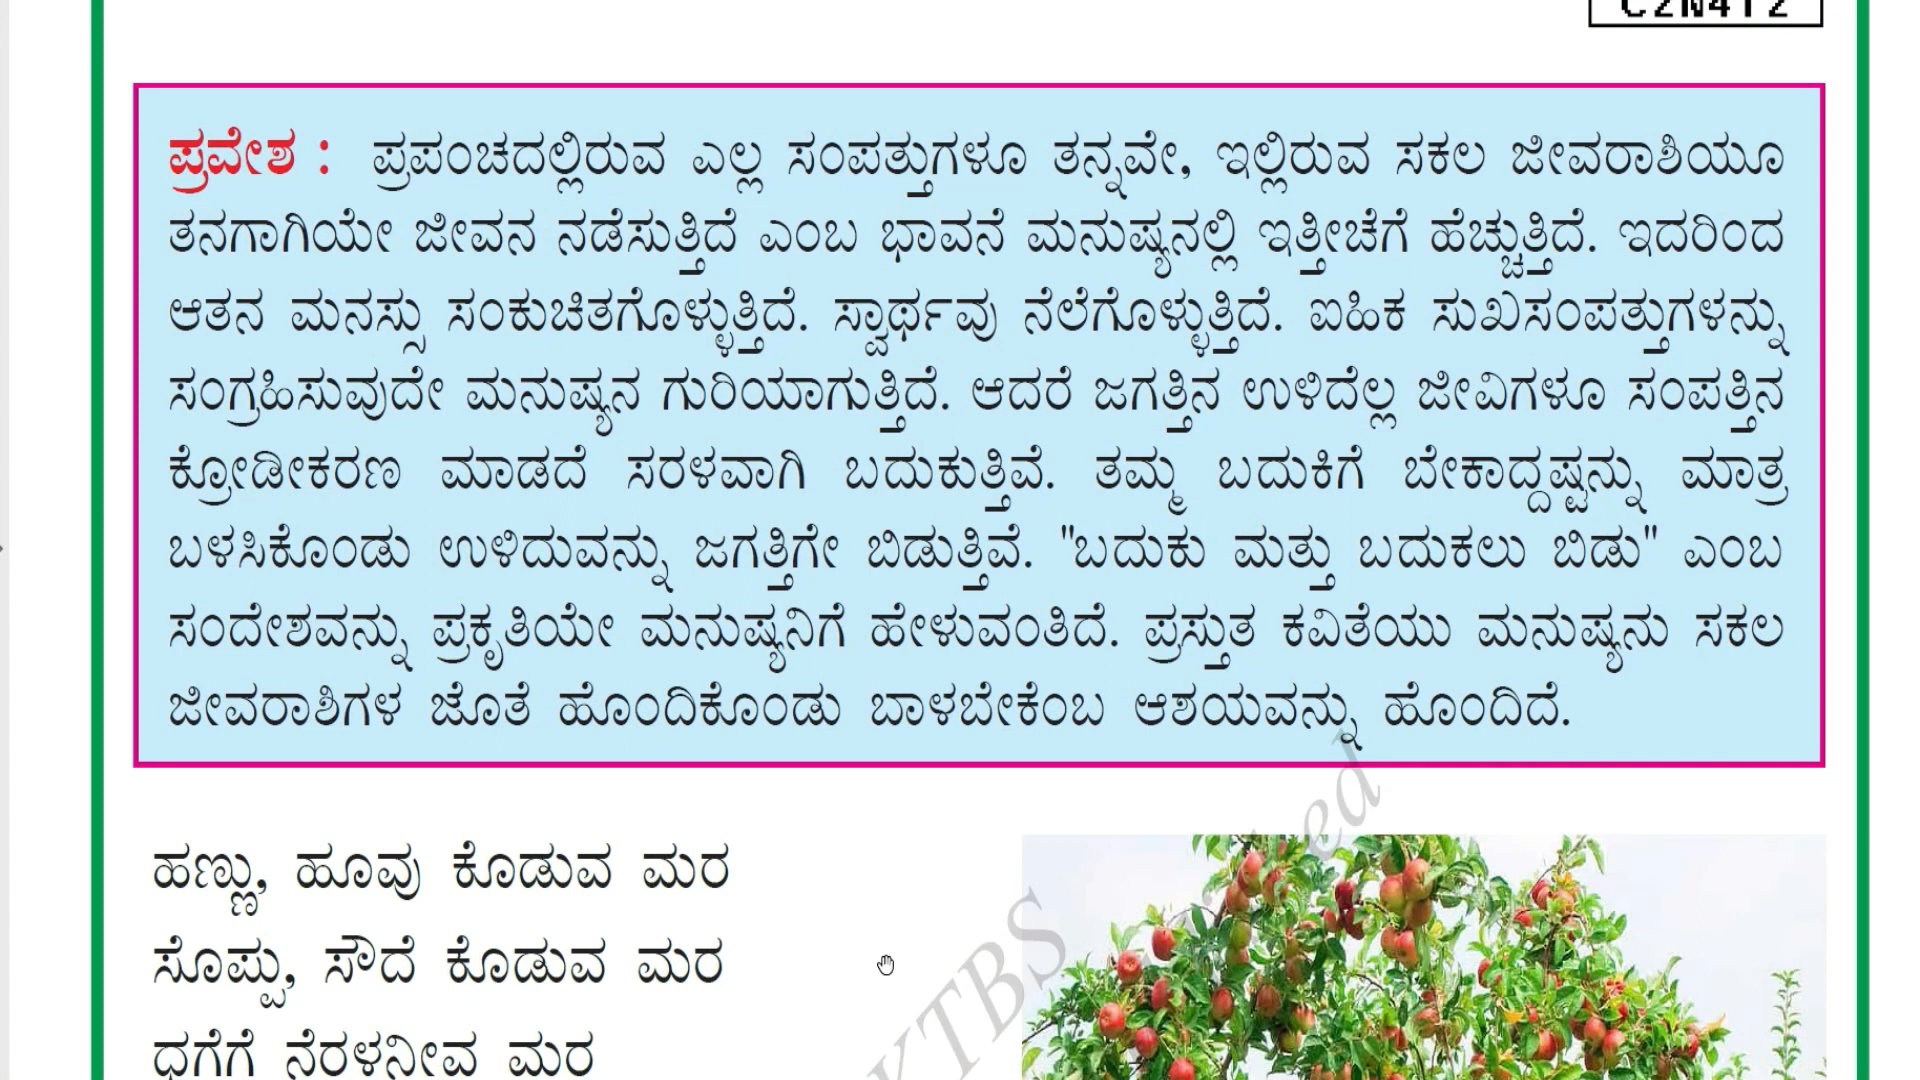 C2N4T2
ಪ್ರವೇಶ : ಪ್ರಪಂಚದಲ್ಲಿರುವ ಎಲ್ಲ ಸಂಪತ್ತುಗಳೂ ತನ್ನವೇ, ಇಲ್ಲಿರುವ ಸಕಲ ಜೀವರಾಶಿಯೂ
ತನಗಾಗಿಯೇ ಜೀವನ ನಡೆಸುತ್ತಿದೆ ಎಂಬ ಭಾವನೆ ಮನುಷ್ಯನಲ್ಲಿ ಇತ್ತೀಚೆಗೆ ಹೆಚ್ಚುತ್ತಿದೆ. ಇದರಿಂದ
ಆತನ ಮನಸ್ಸು ಸಂಕುಚಿತಗೊಳ್ಳುತ್ತಿದೆ. ಸ್ವಾರ್ಥವು ನೆಲೆಗೊಳ್ಳುತ್ತಿದೆ. ಐಹಿಕ ಸುಖಸಂಪತ್ತುಗಳನ್ನು
ಸಂಗ್ರಹಿಸುವುದೇ ಮನುಷ್ಯನ ಗುರಿಯಾಗುತ್ತಿದೆ. ಆದರೆ ಜಗತ್ತಿನ ಉಳಿದೆಲ್ಲ ಜೀವಿಗಳೂ ಸಂಪತ್ತಿನ
ಕ್ರೋಡೀಕರಣ ಮಾಡದೆ ಸರಳವಾಗಿ ಬದುಕುತ್ತಿವೆ. ತಮ್ಮ ಬದುಕಿಗೆ ಬೇಕಾದ್ದಷ್ಟನ್ನು ಮಾತ್ರ
ಬಳಸಿಕೊಂಡು ಉಳಿದುವನ್ನು ಜಗತ್ತಿಗೇ ಬಿಡುತ್ತಿವೆ. "ಬದುಕು ಮತ್ತು ಬದುಕಲು ಬಿಡು" ಎಂಬ
ಸಂದೇಶವನ್ನು ಪ್ರಕೃತಿಯೇ ಮನುಷ್ಯನಿಗೆ ಹೇಳುವಂತಿದೆ. ಪ್ರಸ್ತುತ ಕವಿತೆಯು ಮನುಷ್ಯನು ಸಕಲ
ಜೀವರಾಶಿಗಳ ಜೊತೆ ಹೊಂದಿಕೊಂಡು ಬಾಳಬೇಕೆಂಬ ಆಶಯವನ್ನು ಹೊಂದಿದೆ.
ಹಣ್ಣು, ಹೂವು ಕೊಡುವ ಮರ
ಸೊಪ್ಪು, ಸೌದೆ ಕೊಡುವ ಮರ
ಧಗೆಗೆ ನೆರಳನೀವ ಮರ
KTBS